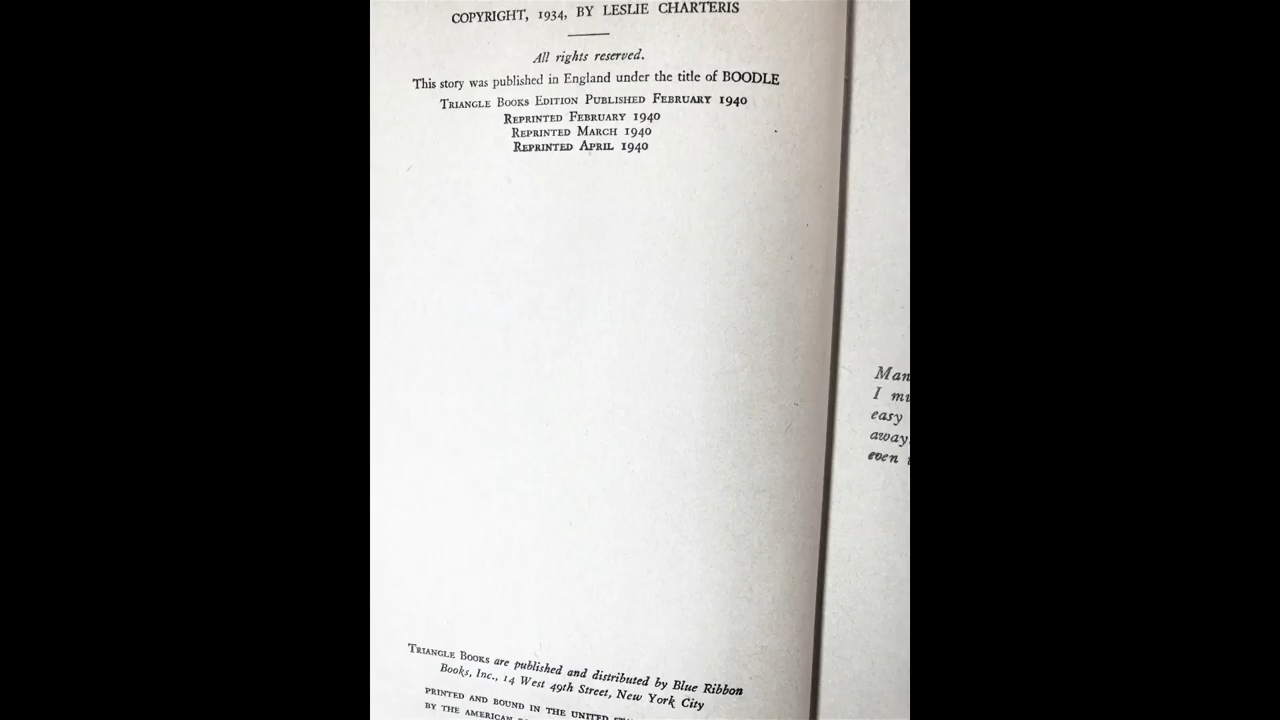 COPYRIGHT, 1934, BY LESLIE CHARTERIS
All rights reserved.
This story was published in England under the title of BOODLE
TRIANGLE BOOKS EDITION PUBLISHED FEBRUARY 1940
REPRINTED FEBRUARY 1940
REPRINTED MARCH 1940
REPRINTED APRIL 1940
TRIANGLE BOOKS are published and distributed by Blue Ribbon
Books, Inc., 14 West 49th Street, New York City
PRINTED AND BOUND IN THE UNITED
BY THE AMERICAN
Man
I
easy
away
even